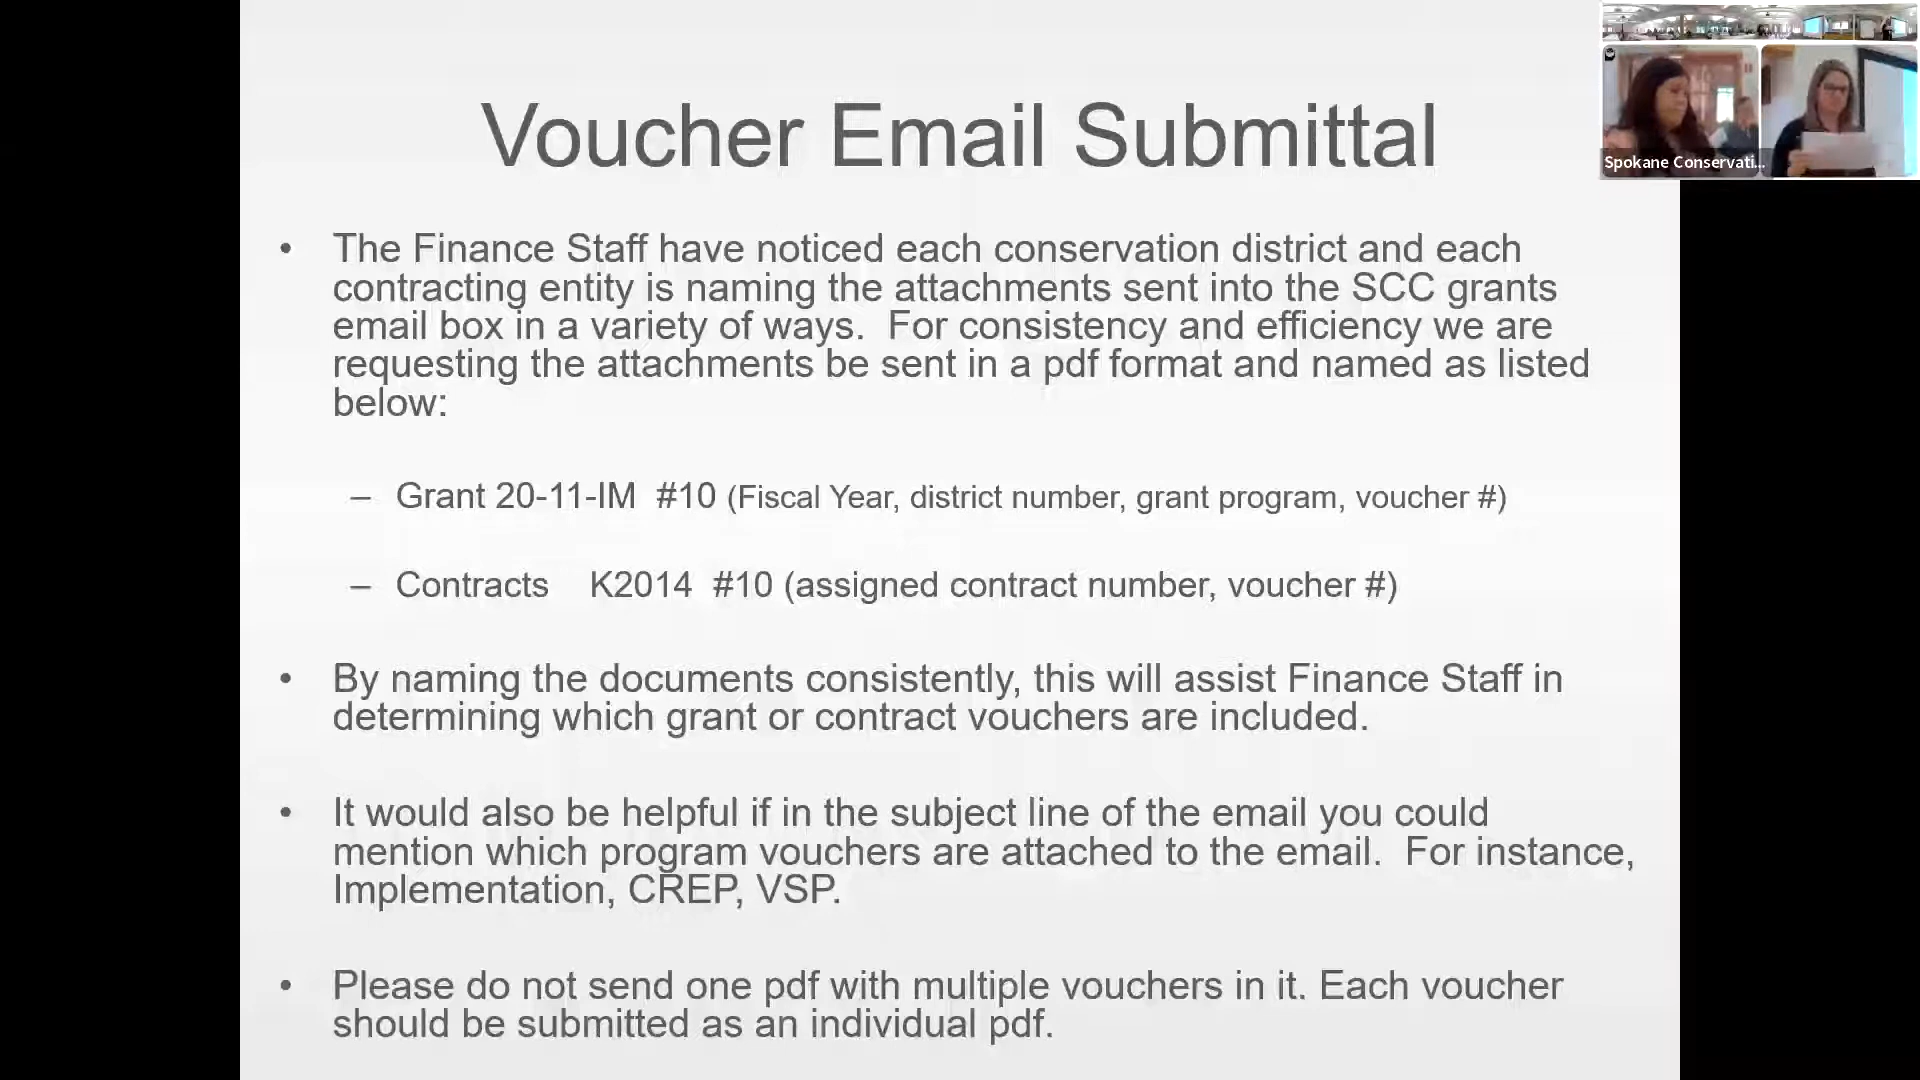 Voucher Email Submittal
• The Finance Staff have noticed each conservation district and each
contracting entity is naming the attachments sent into the SCC grants
email box in a variety of ways.  For consistency and efficiency we are
requesting the attachments be sent in a pdf format and named as listed
below:
– Grant 20-11-IM  #10 (Fiscal Year, district number, grant program, voucher #)
– Contracts    K2014  #10 (assigned contract number, voucher #)
• By naming the documents consistently, this will assist Finance Staff in
determining which grant or contract vouchers are included.
• It would also be helpful if in the subject line of the email you could
mention which program vouchers are attached to the email.  For instance,
Implementation, CREP, VSP.
• Please do not send one pdf with multiple vouchers in it. Each voucher
should be submitted as an individual pdf.
Spokane Conservati...